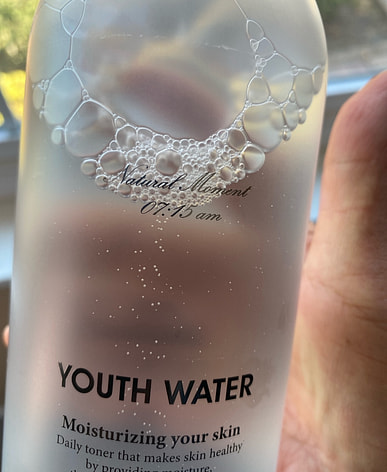 Natural Moment
07:15 am
YOUTH WATER
Moisturizing your skin
Daily toner that makes skin healthy
by providing moisture,